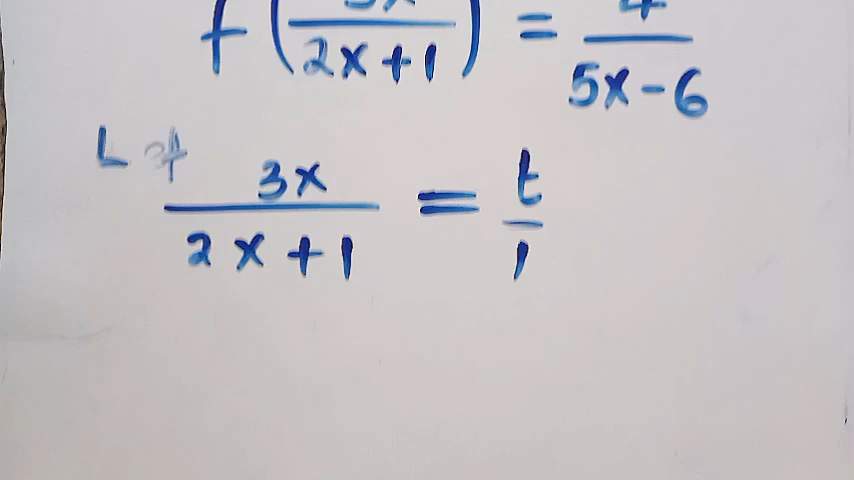 f(3x/(2x+1)) = 4/(5x-6)
Let 3x/(2x+1) = t/1